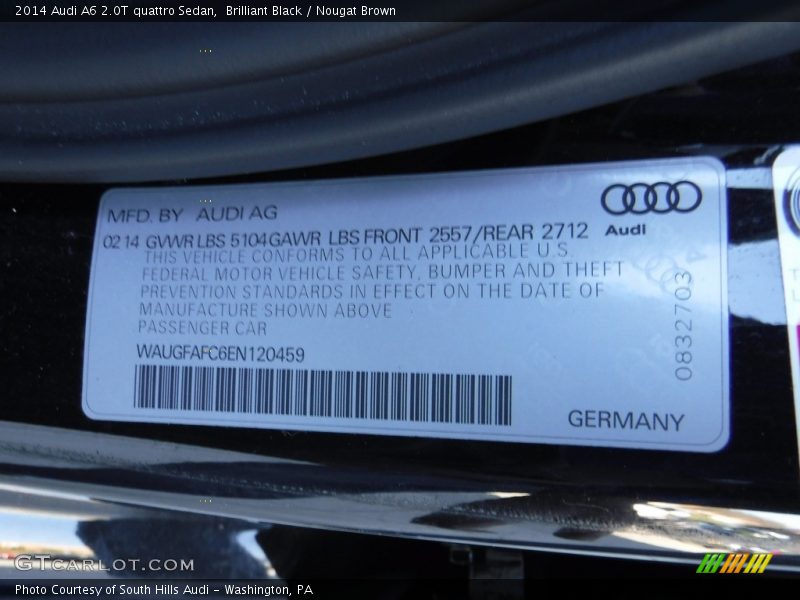 2014 Audi A6 2.0T quattro Sedan,  Brilliant Black / Nougat Brown
MFD. BY  AUDI AG
Audi
02 14  GVWR LBS 5104 GAWR  LBS FRONT  2557/REAR 2712
THIS VEHICLE CONFORMS TO ALL APPLICABLE U.S.
FEDERAL MOTOR VEHICLE SAFETY, BUMPER AND THEFT
PREVENTION STANDARDS IN EFFECT ON THE DATE OF
MANUFACTURE SHOWN ABOVE
PASSENGER CAR
0832703
WAUGFAFC6EN120459
GERMANY
GTCARLOT.COM
Photo Courtesy of South Hills Audi – Washington, PA